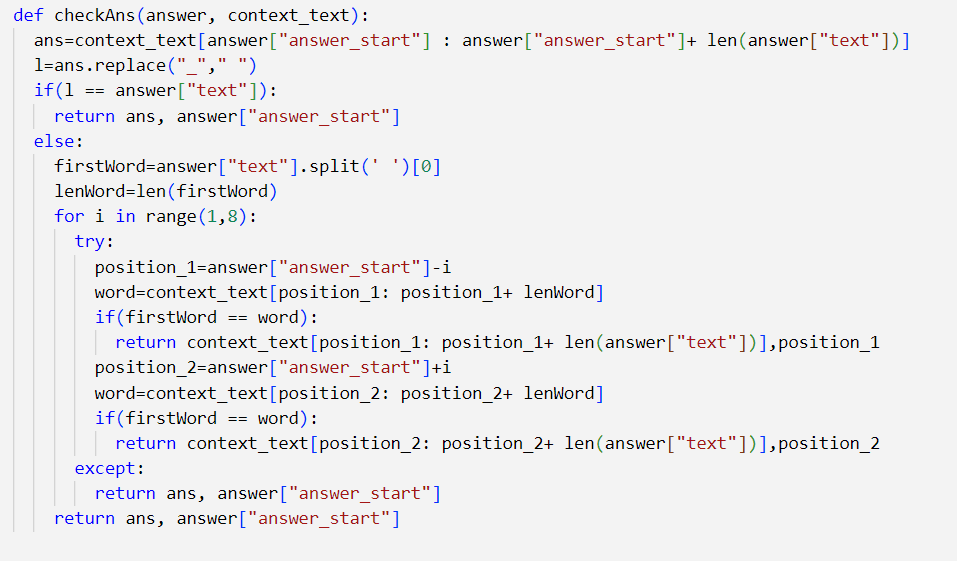 def checkAns(answer, context_text):
  ans=context_text[answer["answer_start"] : answer["answer_start"]+ len(answer["text"])]
  l=ans.replace("_"," ")
  if(l == answer["text"]):
    return ans, answer["answer_start"]
  else:
    firstWord=answer["text"].split(' ')[0]
    lenWord=len(firstWord)
    for i in range(1,8):
      try:
        position_1=answer["answer_start"]-i
        word=context_text[position_1: position_1+ lenWord]
        if(firstWord == word):
          return context_text[position_1: position_1+ len(answer["text"])],position_1
        position_2=answer["answer_start"]+i
        word=context_text[position_2: position_2+ lenWord]
        if(firstWord == word):
          return context_text[position_2: position_2+ len(answer["text"])],position_2
      except:
        return ans, answer["answer_start"]
    return ans, answer["answer_start"]